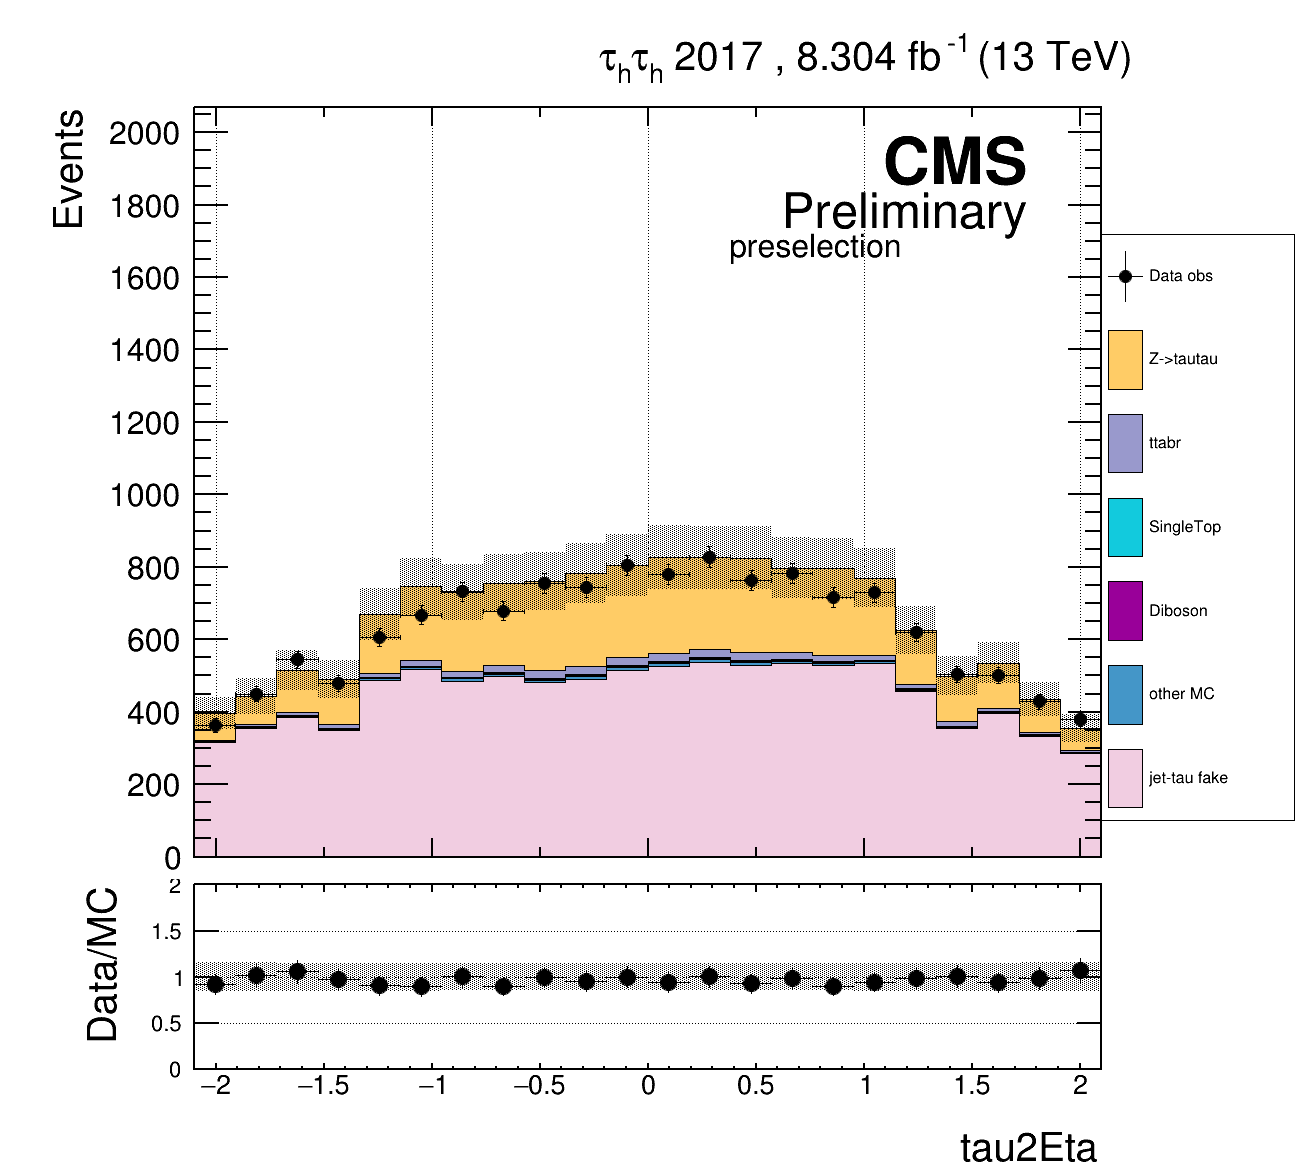 τhτh 2017 , 8.304 fb-1 (13 TeV)
Events
2000
1800
1600
1400
1200
1000
800
600
400
200
0
CMS
Preliminary
preselection
Data obs
Z->tautau
ttabr
SingleTop
Diboson
other MC
jet-tau fake
Data/MC
2
1.5
1
0.5
0
−2 −1.5 −1 −0.5 0 0.5 1 1.5 2
tau2Eta